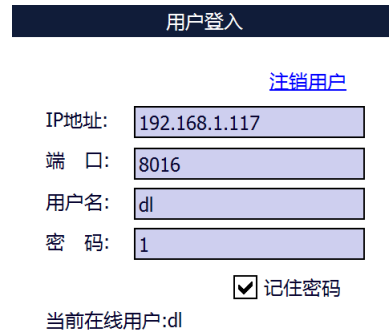 用户登入
注销用户
IP地址: 192.168.1.117
端 口: 8016
用户名: dl
密 码: 1
记住密码
当前在线用户:dl